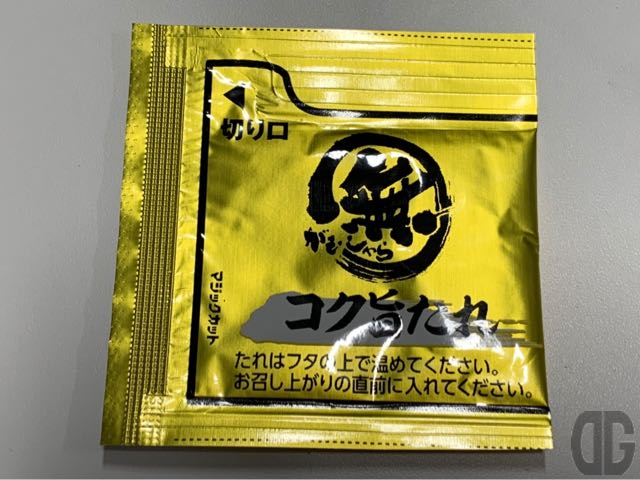 切り口
無
がむしゃら
マジックカット
コク旨たれ
たれはフタの上で温めてください。
お召し上がりの直前に入れてください。
DG